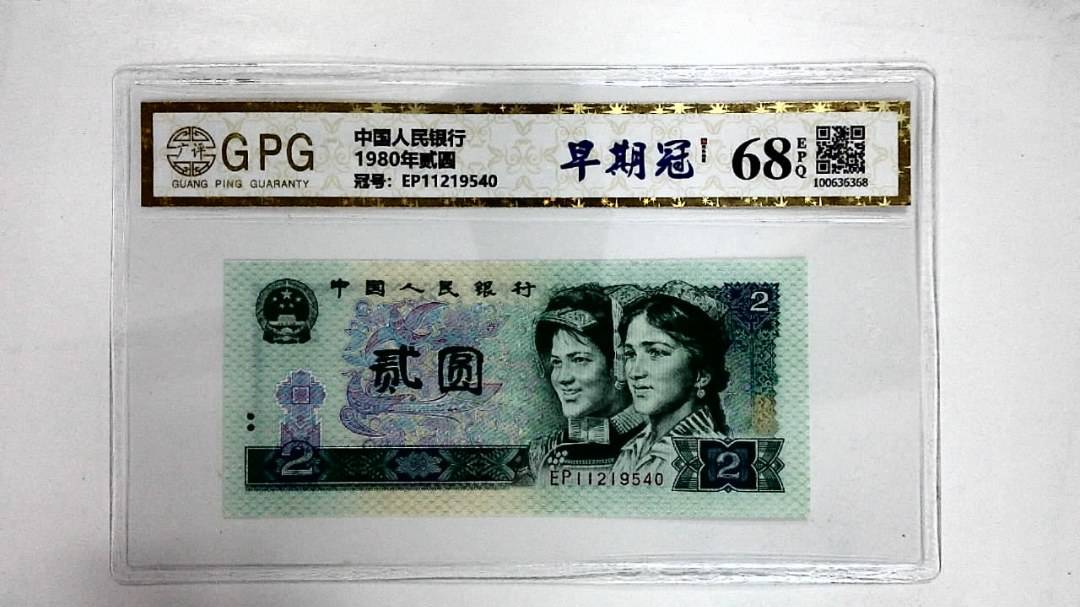 广评
GPG
GUANG PING GUARANTY
中国人民银行
1980年贰圆
冠号：EP11219540
早期冠
68
EPQ
100636368
中国人民银行
2
贰圆
2
EP11219540
2